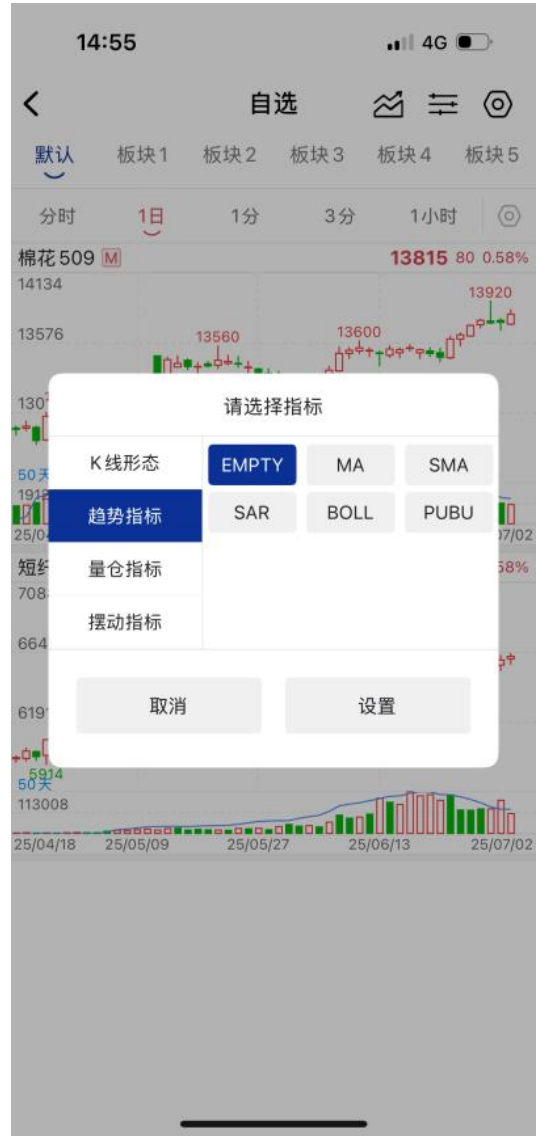 14:55 4G
自选
默认 板块1 板块2 板块3 板块4 板块5
分时 1日 1分 3分 1小时
棉花509 M 13815 80 0.58%
14134
13920
13576 13560 13600
请选择指标
K线形态 EMPTY MA SMA
趋势指标 SAR BOLL PUBU
量仓指标
摆动指标
取消 设置
5914
50天
113008
25/04/18 25/05/09 25/05/27 25/06/13 25/07/02